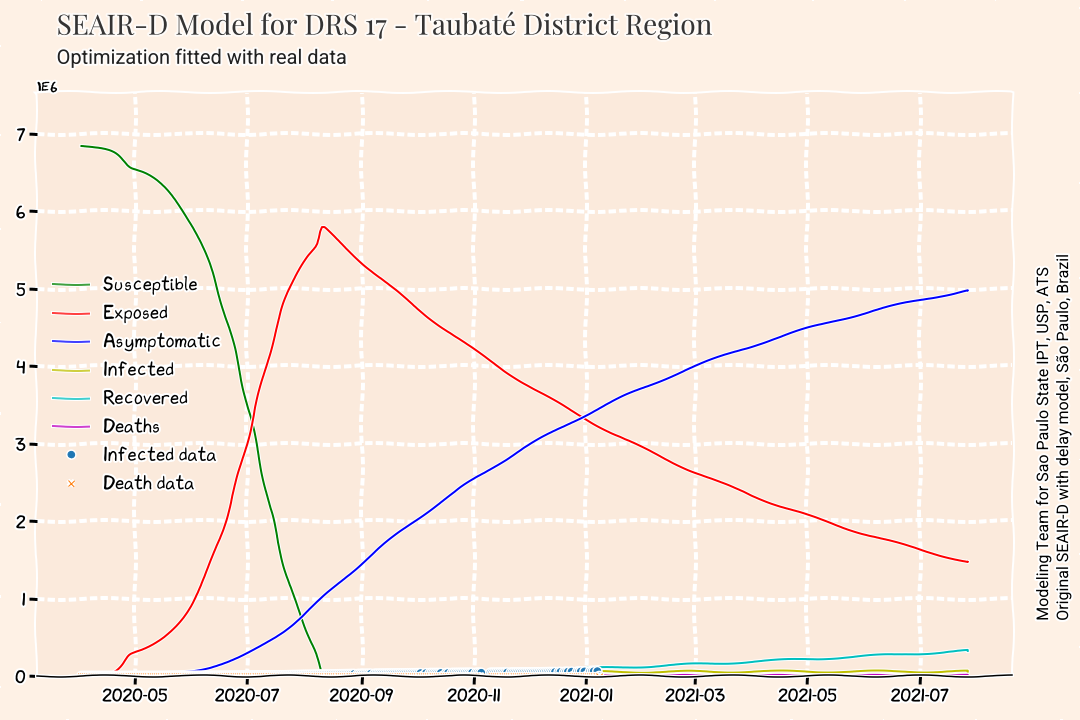 SEAIR-D Model for DRS 17 - Taubaté District Region
Optimization fitted with real data
1E6
7
6
5
4
3
2
1
0
Susceptible
Exposed
Asymptomatic
Infected
Recovered
Deaths
Infected data
Death data
2020-05 2020-07 2020-09 2020-11 2021-01 2021-03 2021-05 2021-07
Modeling Team for Sao Paulo State IPT, USP, ATS
Original SEAIR-D with delay model, São Paulo, Brazil